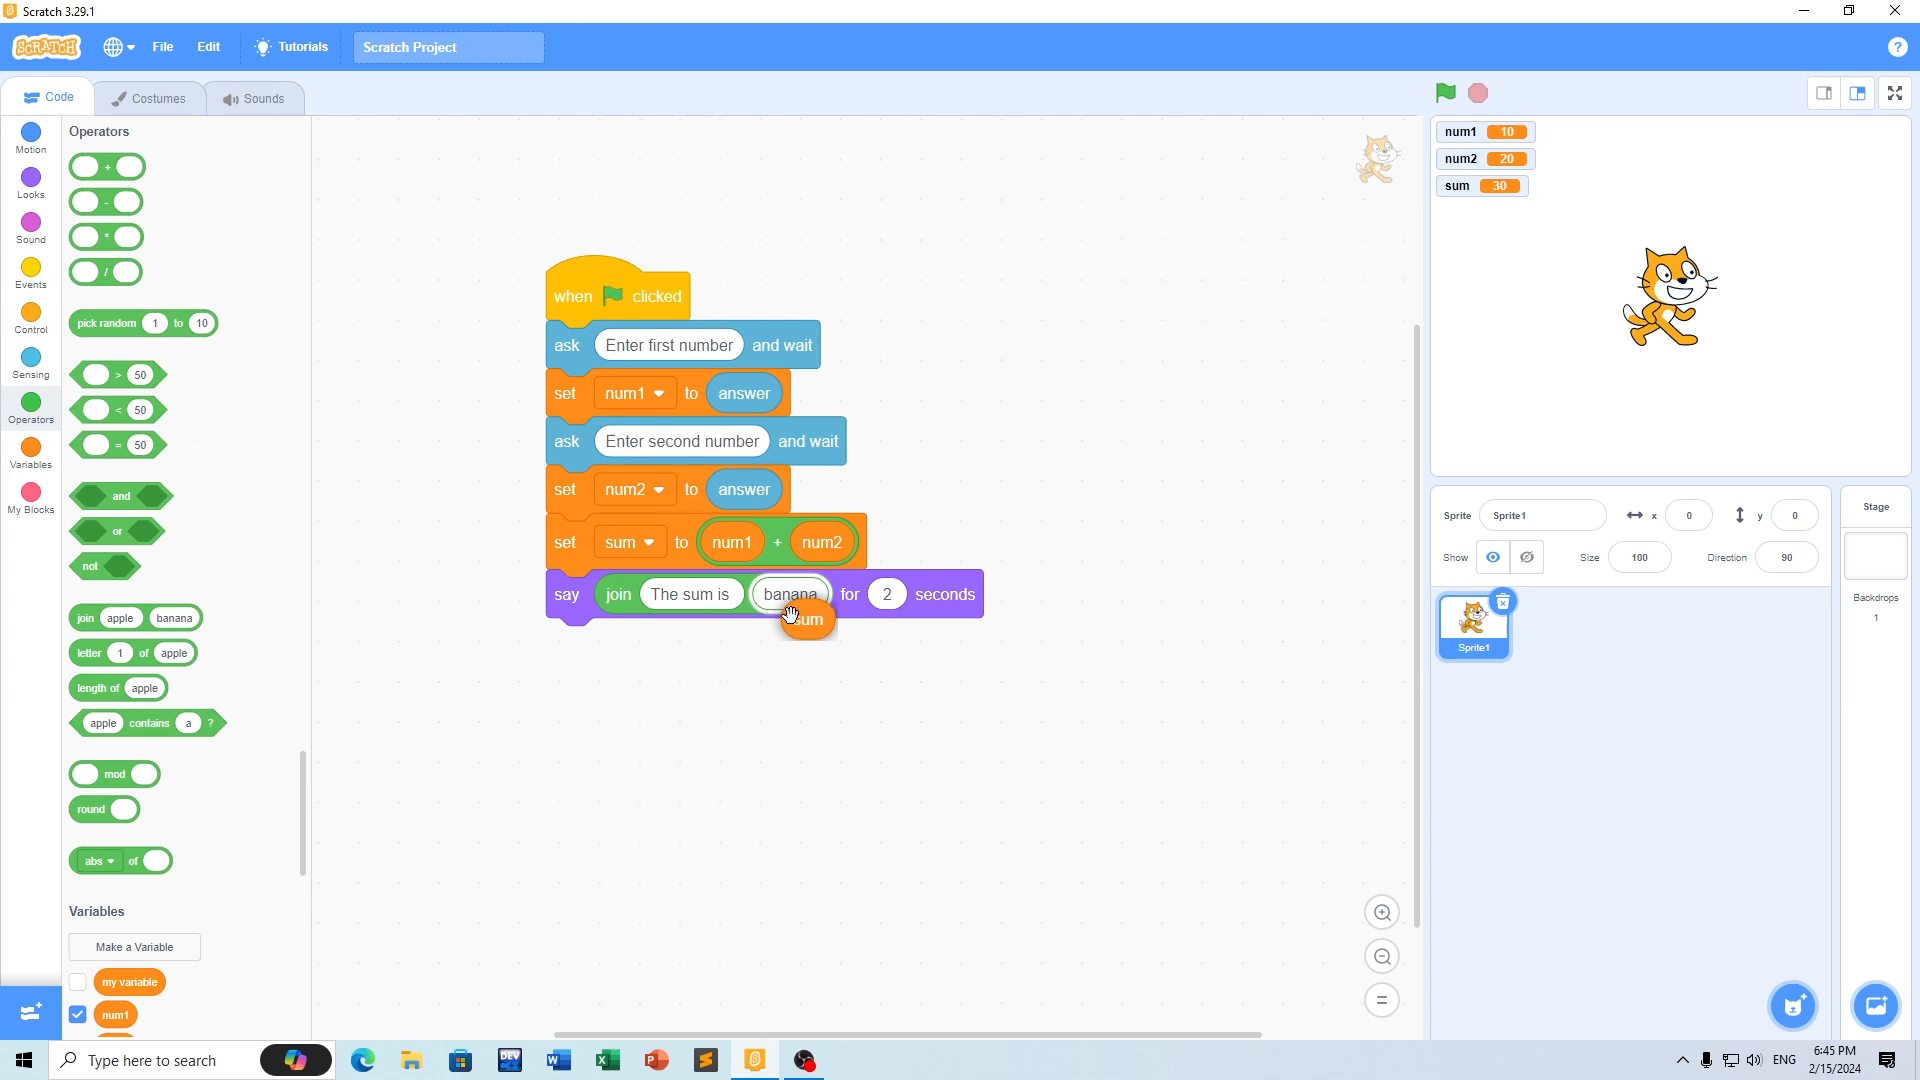 Scratch 3.29.1
SCRATCH File Edit Tutorials Scratch Project ?
Code Costumes Sounds
Motion
Looks
Sound
Events
Control
Sensing
Operators
Variables
My Blocks
Operators
+
-
*
/
pick random 1 to 10
> 50
< 50
= 50
and
or
not
join apple banana
letter 1 of apple
length of apple
apple contains a ?
mod
round
abs of
Variables
Make a Variable
my variable
num1
when clicked
ask Enter first number and wait
set num1 to answer
ask Enter second number and wait
set num2 to answer
set sum to num1 + num2
say join The sum is banana for 2 seconds
sum
num1 10
num2 20
sum 30
Sprite Sprite1 x 0 y 0
Show Size 100 Direction 90
Sprite1
Stage
Backdrops
1
Type here to search
DEV
ENG
6:45 PM
2/15/2024